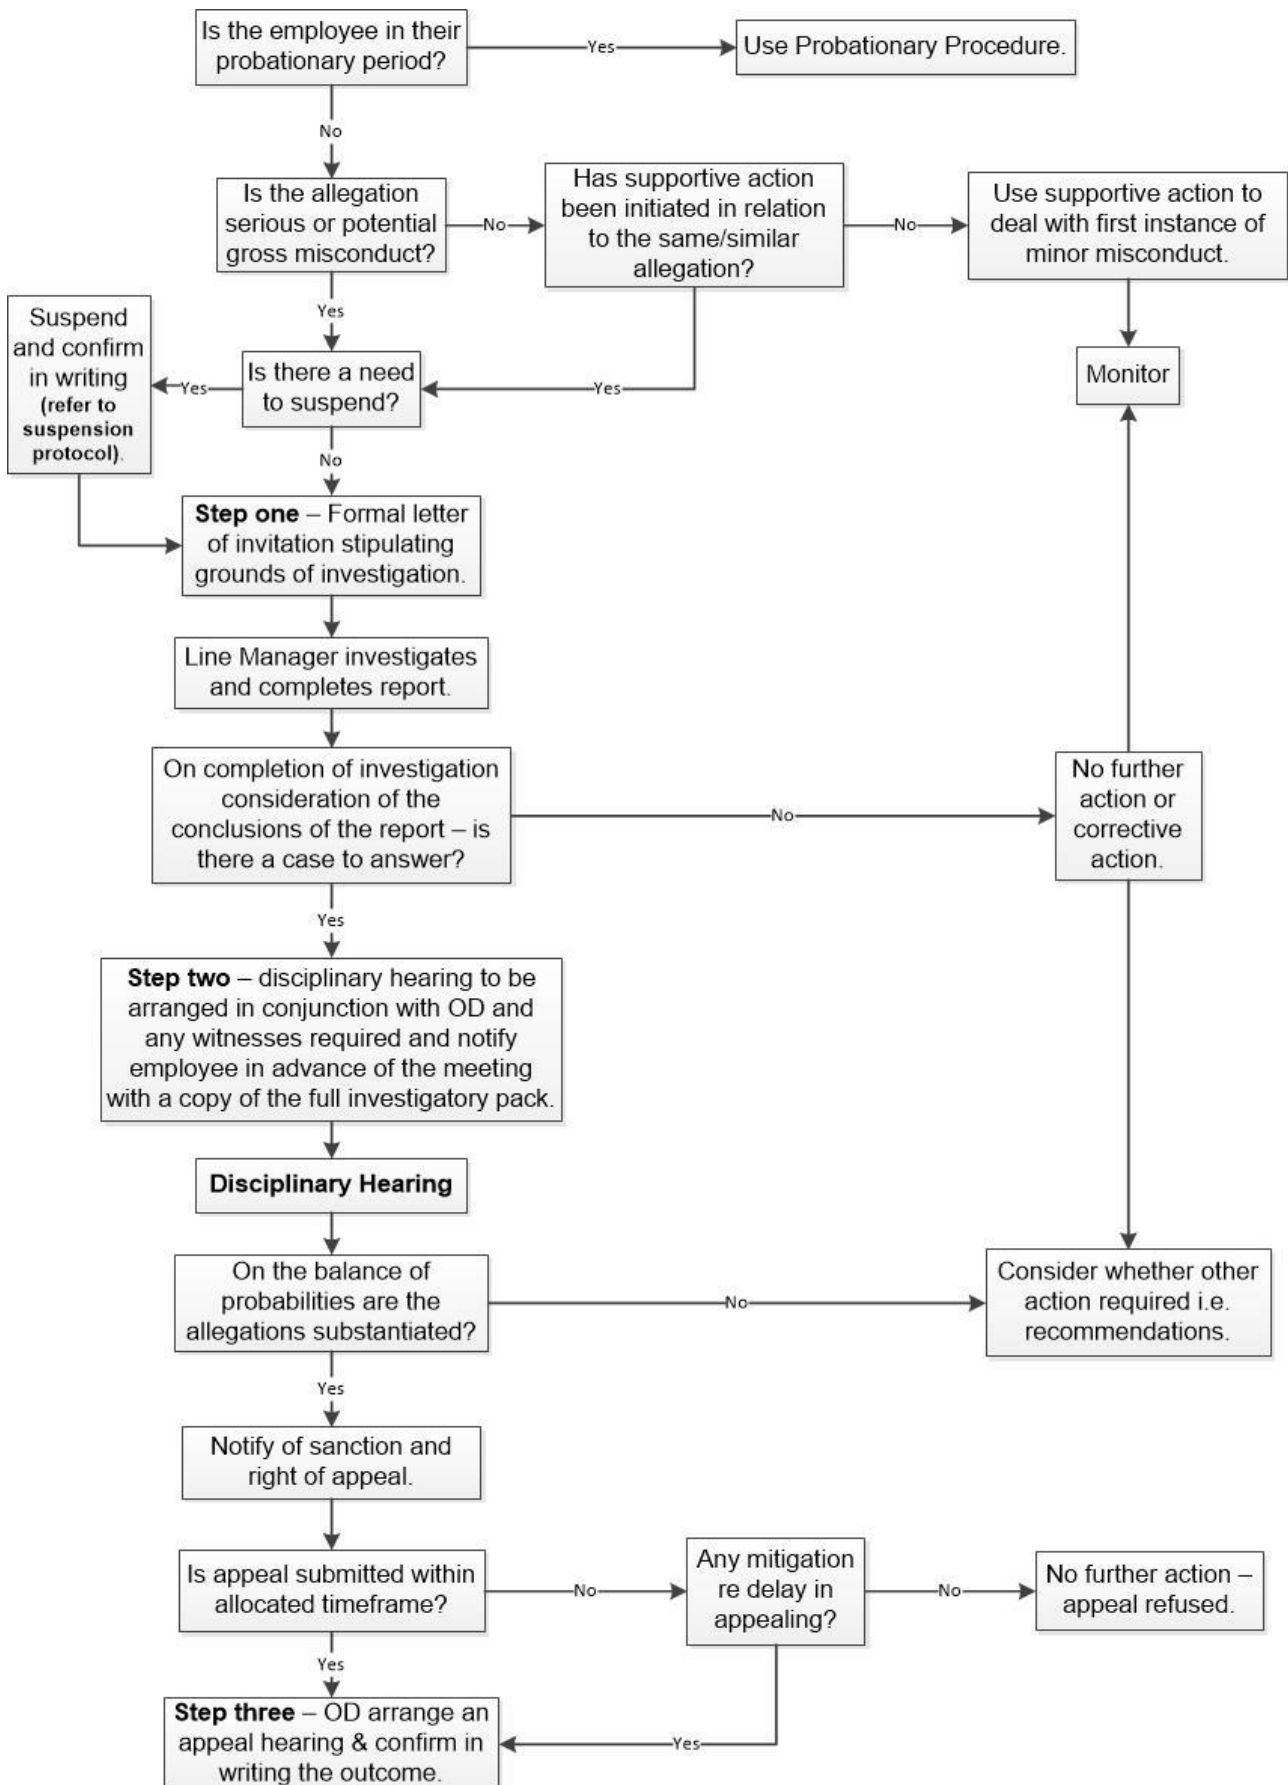 Is the employee in their
probationary period?
Yes
Use Probationary Procedure.
No
Is the allegation
serious or potential
gross misconduct?
No
Has supportive action
been initiated in relation
to the same/similar
allegation?
No
Use supportive action to
deal with first instance of
minor misconduct.
Yes
Suspend
and confirm
in writing
(refer to
suspension
protocol).
Yes
Is there a need
to suspend?
Yes
Monitor
No
Step one – Formal letter
of invitation stipulating
grounds of investigation.
Line Manager investigates
and completes report.
On completion of investigation
consideration of the
conclusions of the report – is
there a case to answer?
No
No further
action or
corrective
action.
Yes
Step two – disciplinary hearing to be
arranged in conjunction with OD and
any witnesses required and notify
employee in advance of the meeting
with a copy of the full investigatory pack.
Disciplinary Hearing
On the balance of
probabilities are the
allegations substantiated?
No
Consider whether other
action required i.e.
recommendations.
Yes
Notify of sanction and
right of appeal.
Is appeal submitted within
allocated timeframe?
No
Any mitigation
re delay in
appealing?
No
No further action –
appeal refused.
Yes
Step three – OD arrange an
appeal hearing & confirm in
writing the outcome.
Yes